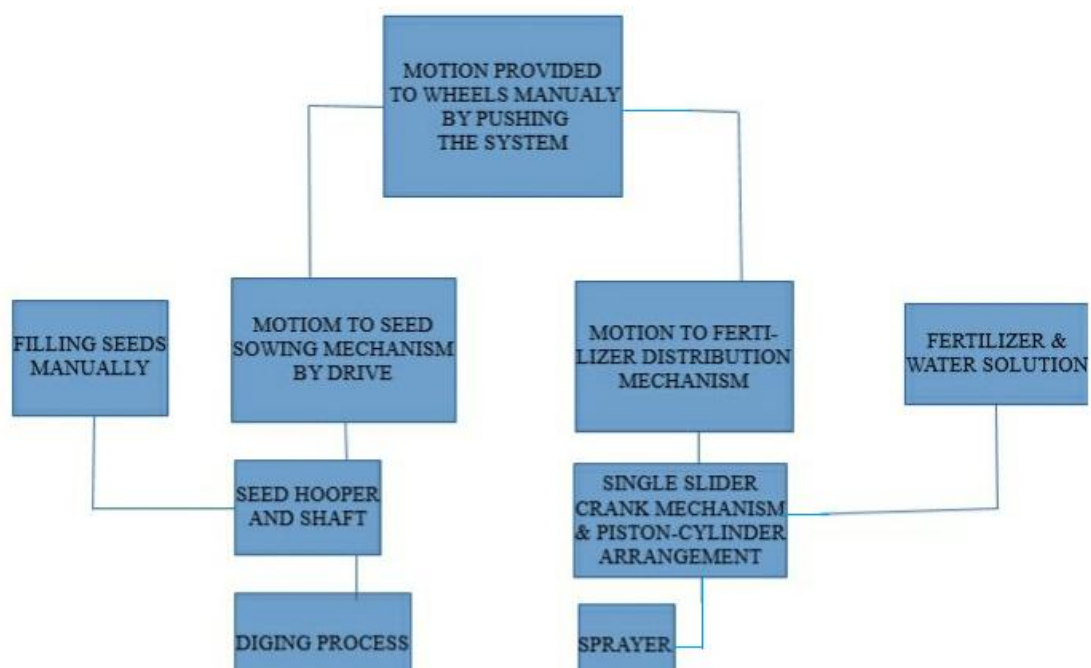 MOTION PROVIDED
TO WHEELS MANUALY
BY PUSHING
THE SYSTEM
FILLING SEEDS
MANUALLY
MOTIOM TO SEED
SOWING MECHANISM
BY DRIVE
MOTION TO FERTI-
LIZER DISTRIBUTION
MECHANISM
FERTILIZER &
WATER SOLUTION
SEED HOOPER
AND SHAFT
SINGLE SLIDER
CRANK MECHANISM
& PISTON-CYLINDER
ARRANGEMENT
DIGING PROCESS
SPRAYER